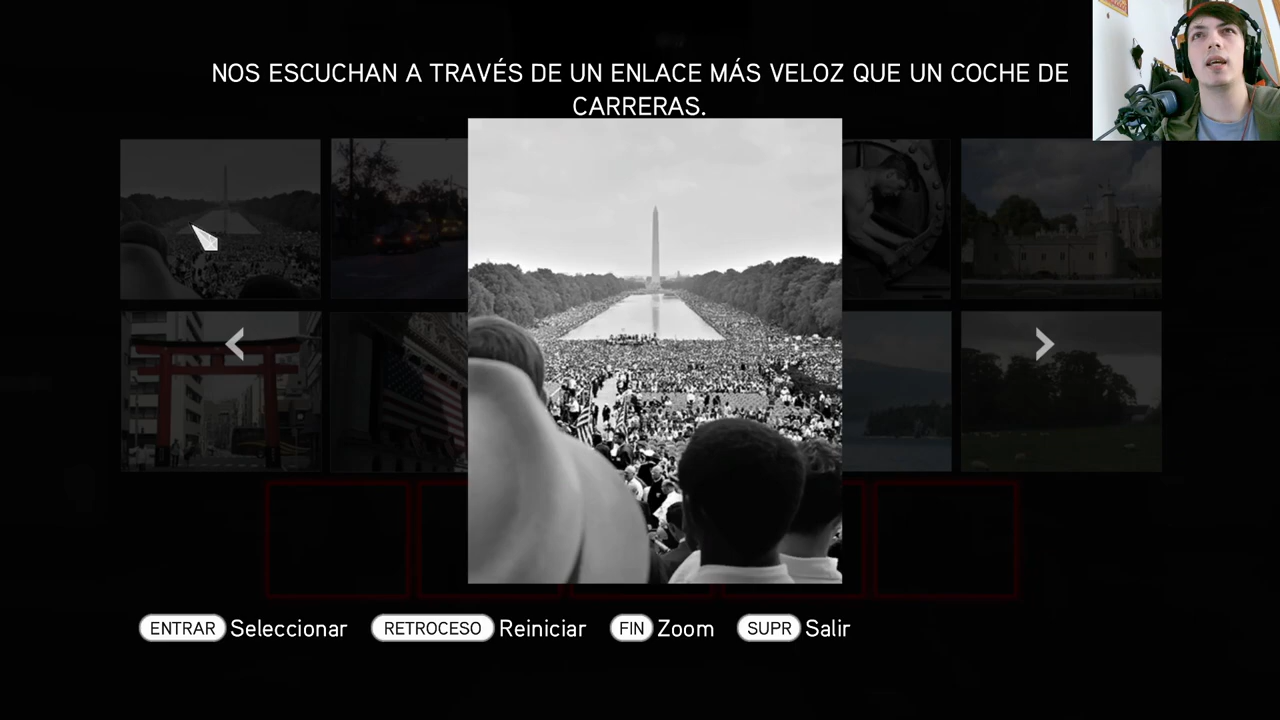 NOS ESCUCHAN A TRAVÉS DE UN ENLACE MÁS VELOZ QUE UN COCHE DE
CARRERAS.
ENTRAR Seleccionar RETROCESO Reiniciar FIN Zoom SUPR Salir